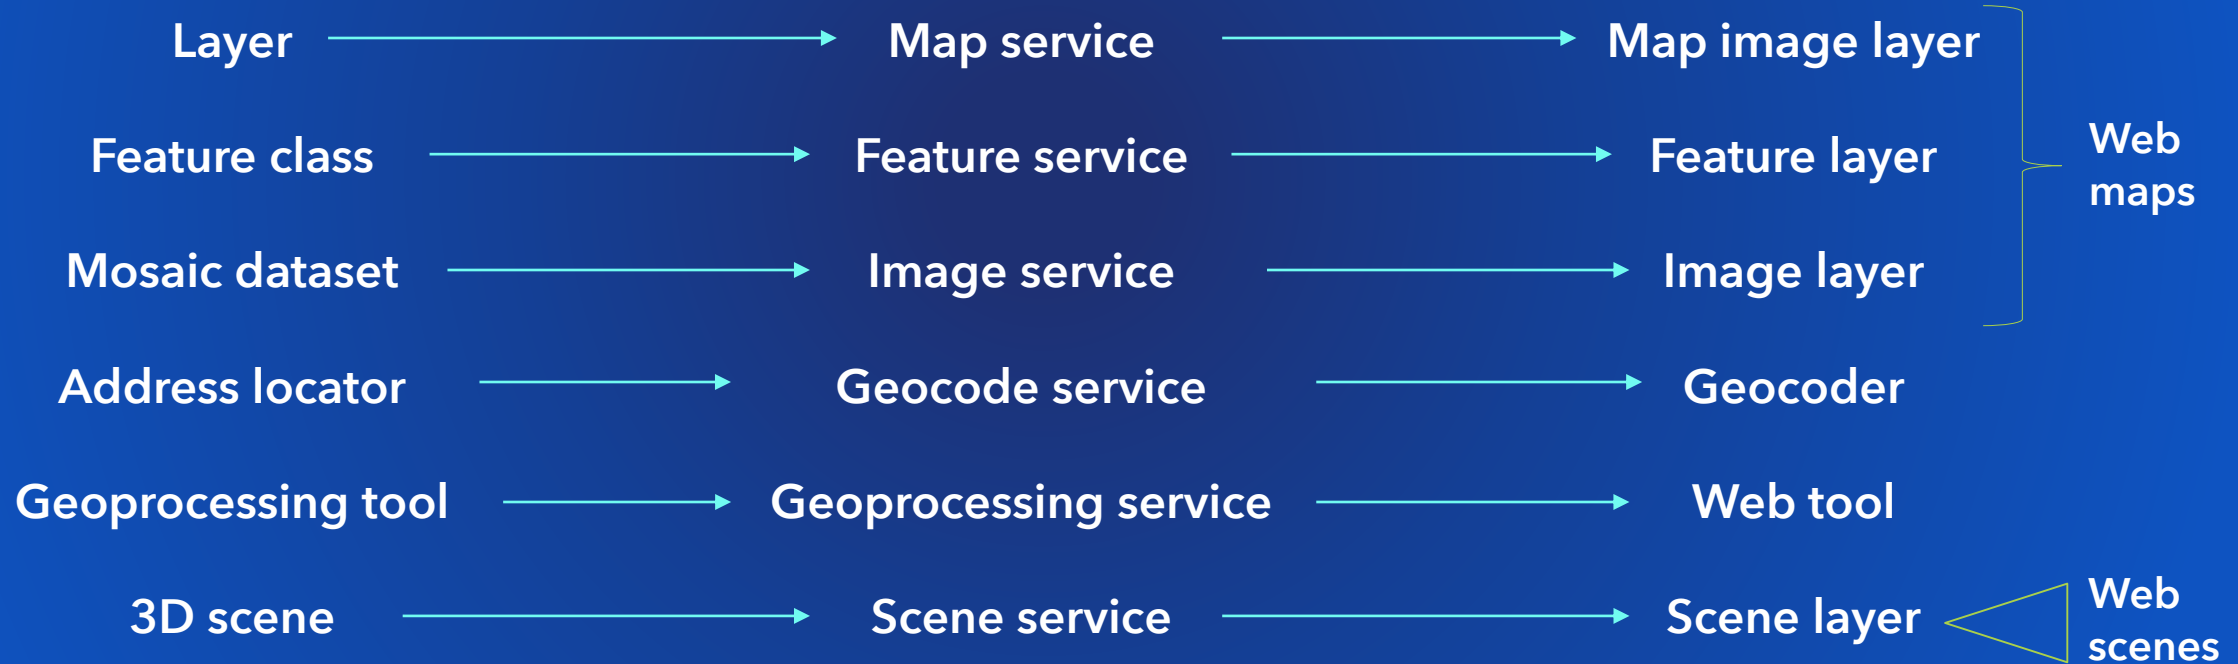 Layer Map service Map image layer
Feature class Feature service Feature layer
Web
maps
Mosaic dataset Image service Image layer
Address locator Geocode service Geocoder
Geoprocessing tool Geoprocessing service Web tool
3D scene Scene service Scene layer
Web
scenes